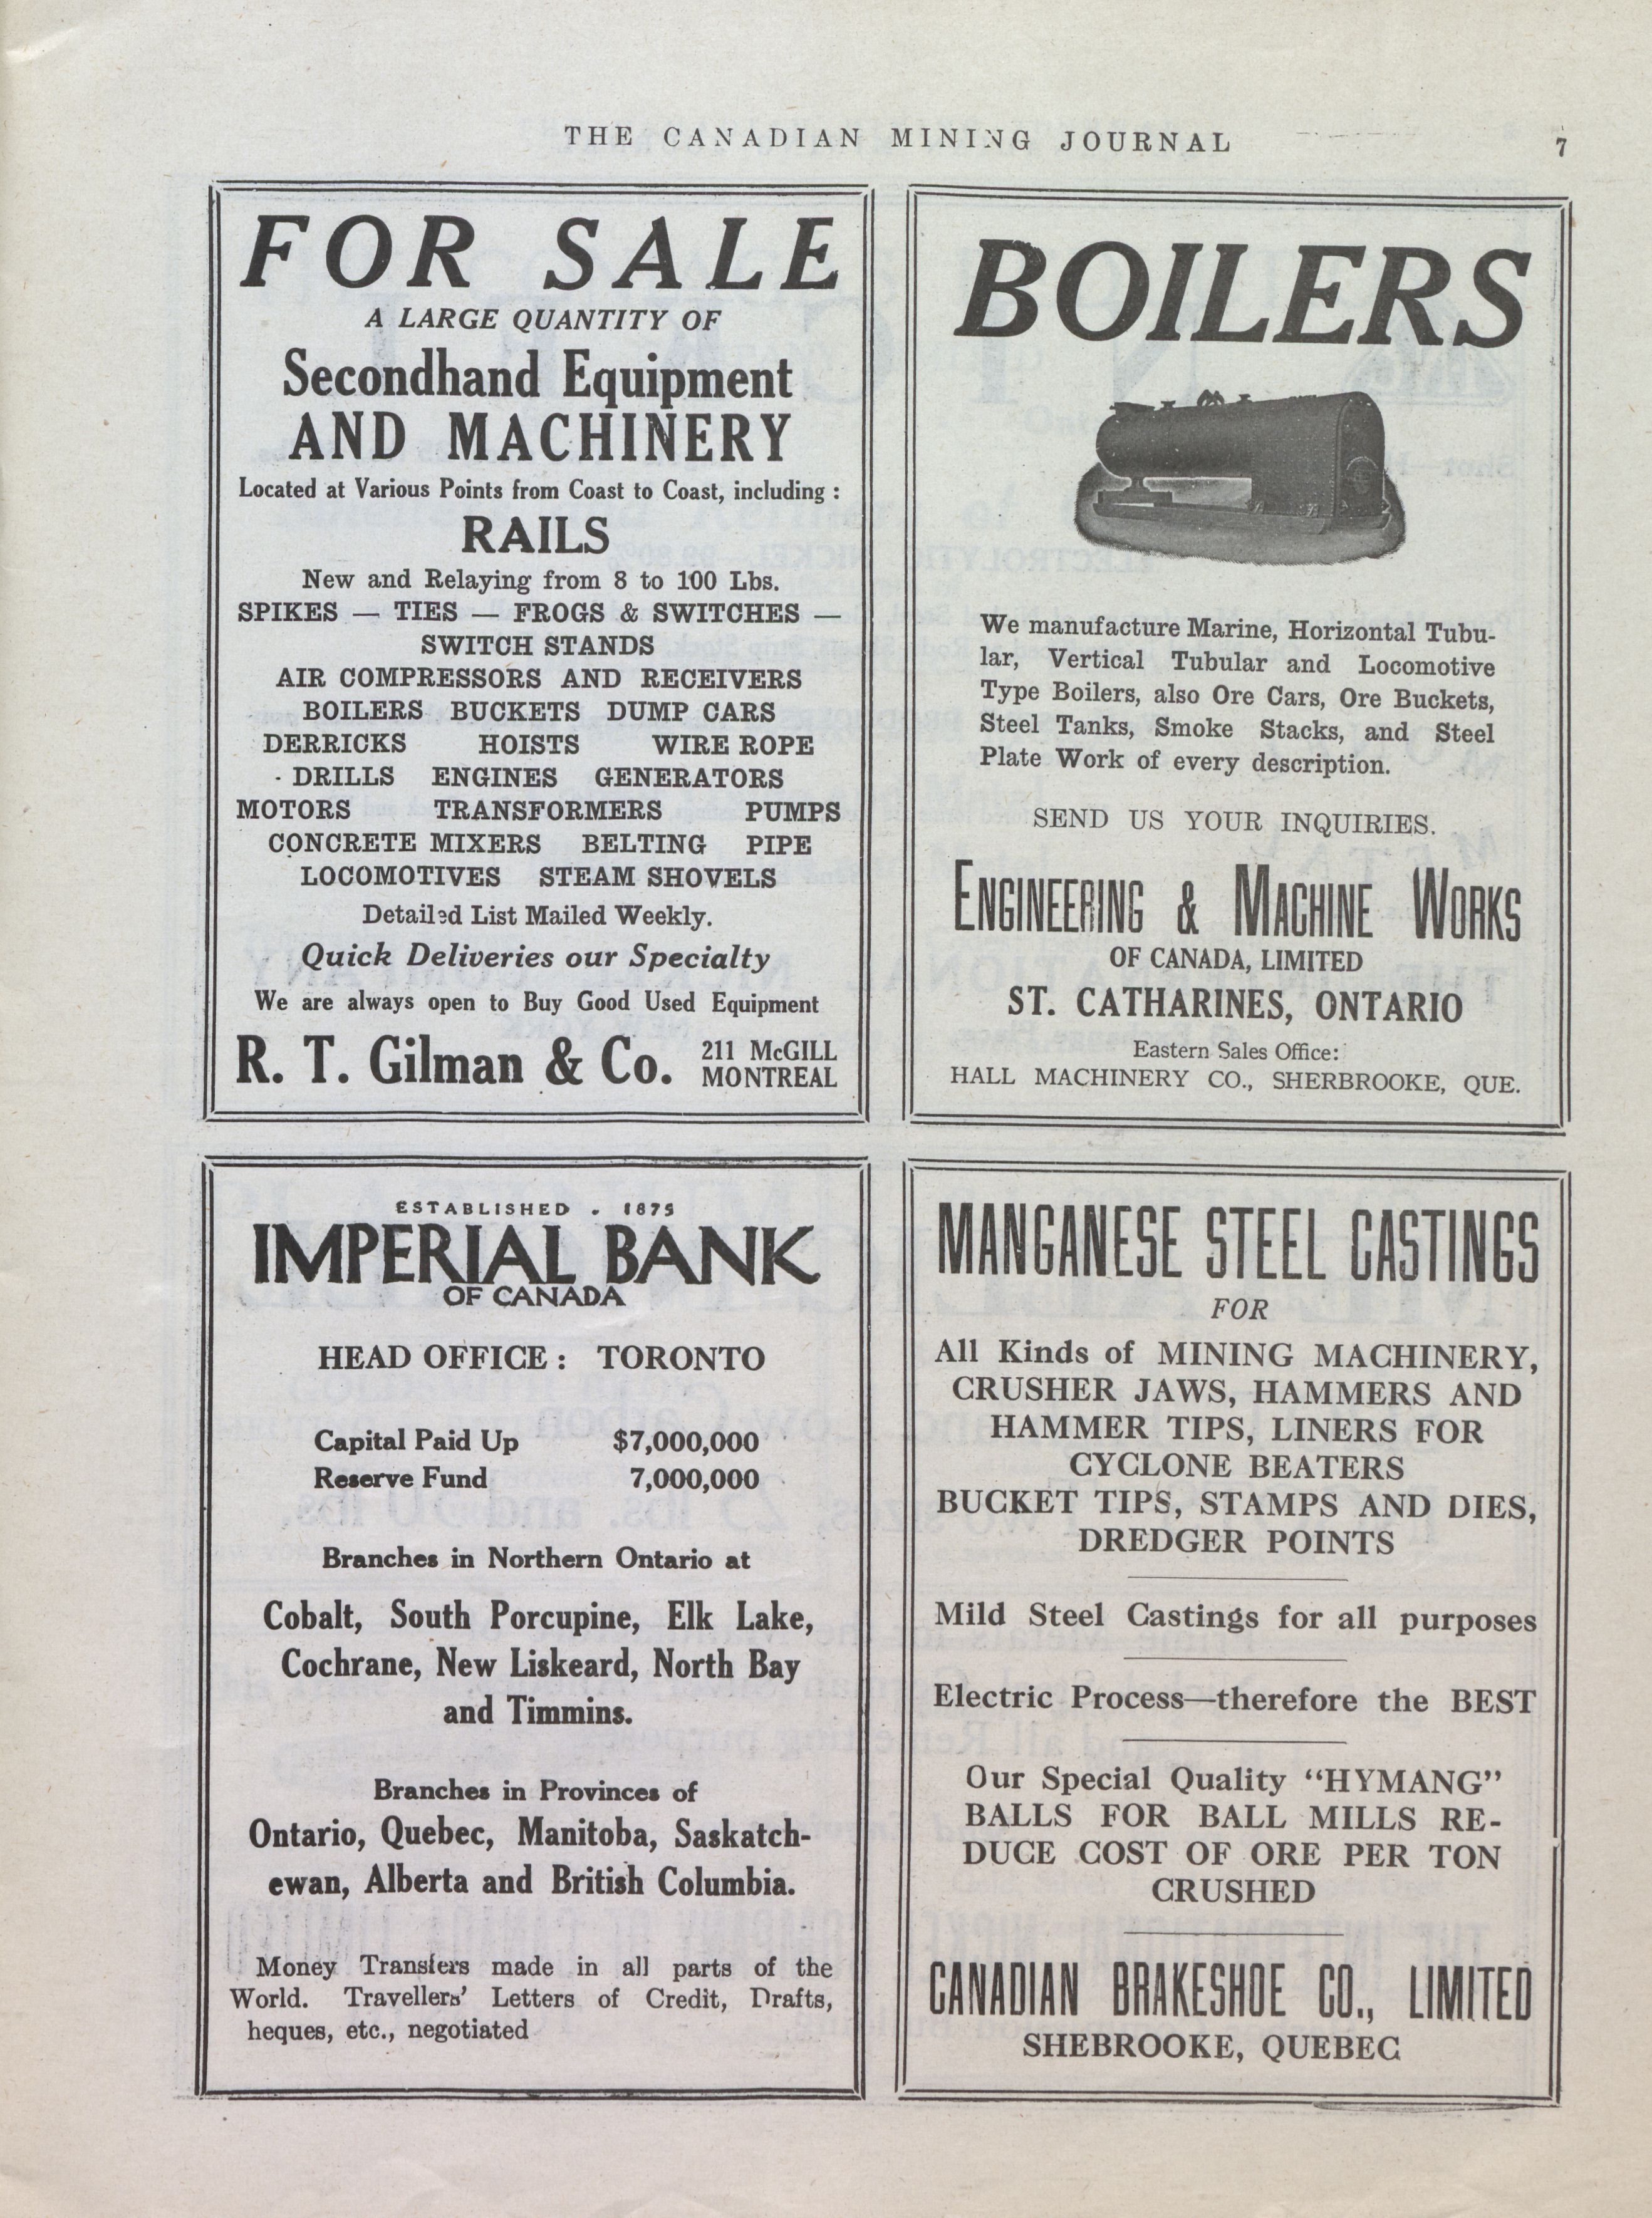 THE CANADIAN MINING JOURNAL 7
FOR SALE
A LARGE QUANTITY OF
Secondhand Equipment
AND MACHINERY
Located at Various Points from Coast to Coast, including :
RAILS
New and Relaying from 8 to 100 Lbs.
SPIKES — TIES — FROGS & SWITCHES —
SWITCH STANDS
AIR COMPRESSORS AND RECEIVERS
BOILERS BUCKETS DUMP CARS
DERRICKS HOISTS WIRE ROPE
DRILLS ENGINES GENERATORS
MOTORS TRANSFORMERS PUMPS
CONCRETE MIXERS BELTING PIPE
LOCOMOTIVES STEAM SHOVELS
Detailed List Mailed Weekly.
Quick Deliveries our Specialty
We are always open to Buy Good Used Equipment
R. T. Gilman & Co. 211 McGILL
MONTREAL
BOILERS
We manufacture Marine, Horizontal Tubu-
lar, Vertical Tubular and Locomotive
Type Boilers, also Ore Cars, Ore Buckets,
Steel Tanks, Smoke Stacks, and Steel
Plate Work of every description.
SEND US YOUR INQUIRIES.
ENGINEERING & MACHINE WORKS
OF CANADA, LIMITED
ST. CATHARINES, ONTARIO
Eastern Sales Office:
HALL MACHINERY CO., SHERBROOKE, QUE.
ESTABLISHED . 1875
IMPERIAL BANK
OF CANADA
HEAD OFFICE : TORONTO
Capital Paid Up $7,000,000
Reserve Fund 7,000,000
Branches in Northern Ontario at
Cobalt, South Porcupine, Elk Lake,
Cochrane, New Liskeard, North Bay
and Timmins.
Branches in Provinces of
Ontario, Quebec, Manitoba, Saskatch-
ewan, Alberta and British Columbia.
Money Transfers made in all parts of the
World. Travellers' Letters of Credit, Drafts,
heques, etc., negotiated
MANGANESE STEEL CASTINGS
FOR
All Kinds of MINING MACHINERY,
CRUSHER JAWS, HAMMERS AND
HAMMER TIPS, LINERS FOR
CYCLONE BEATERS
BUCKET TIPS, STAMPS AND DIES,
DREDGER POINTS
Mild Steel Castings for all purposes
Electric Process—therefore the BEST
Our Special Quality "HYMANG"
BALLS FOR BALL MILLS RE-
DUCE COST OF ORE PER TON
CRUSHED
CANADIAN BRAKESHOE CO., LIMITED
SHEBROOKE, QUEBEC